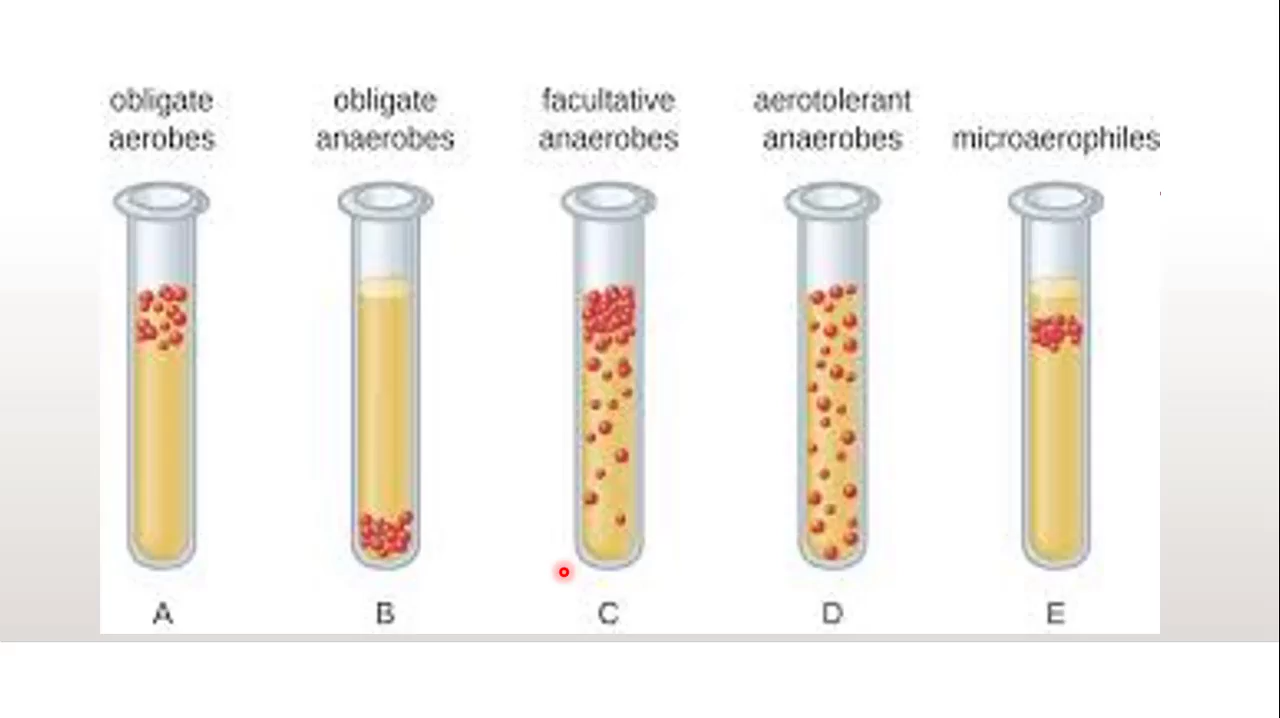 obligate
aerobes
obligate
anaerobes
facultative
anaerobes
aerotolerant
anaerobes
microaerophiles
A
B
C
D
E